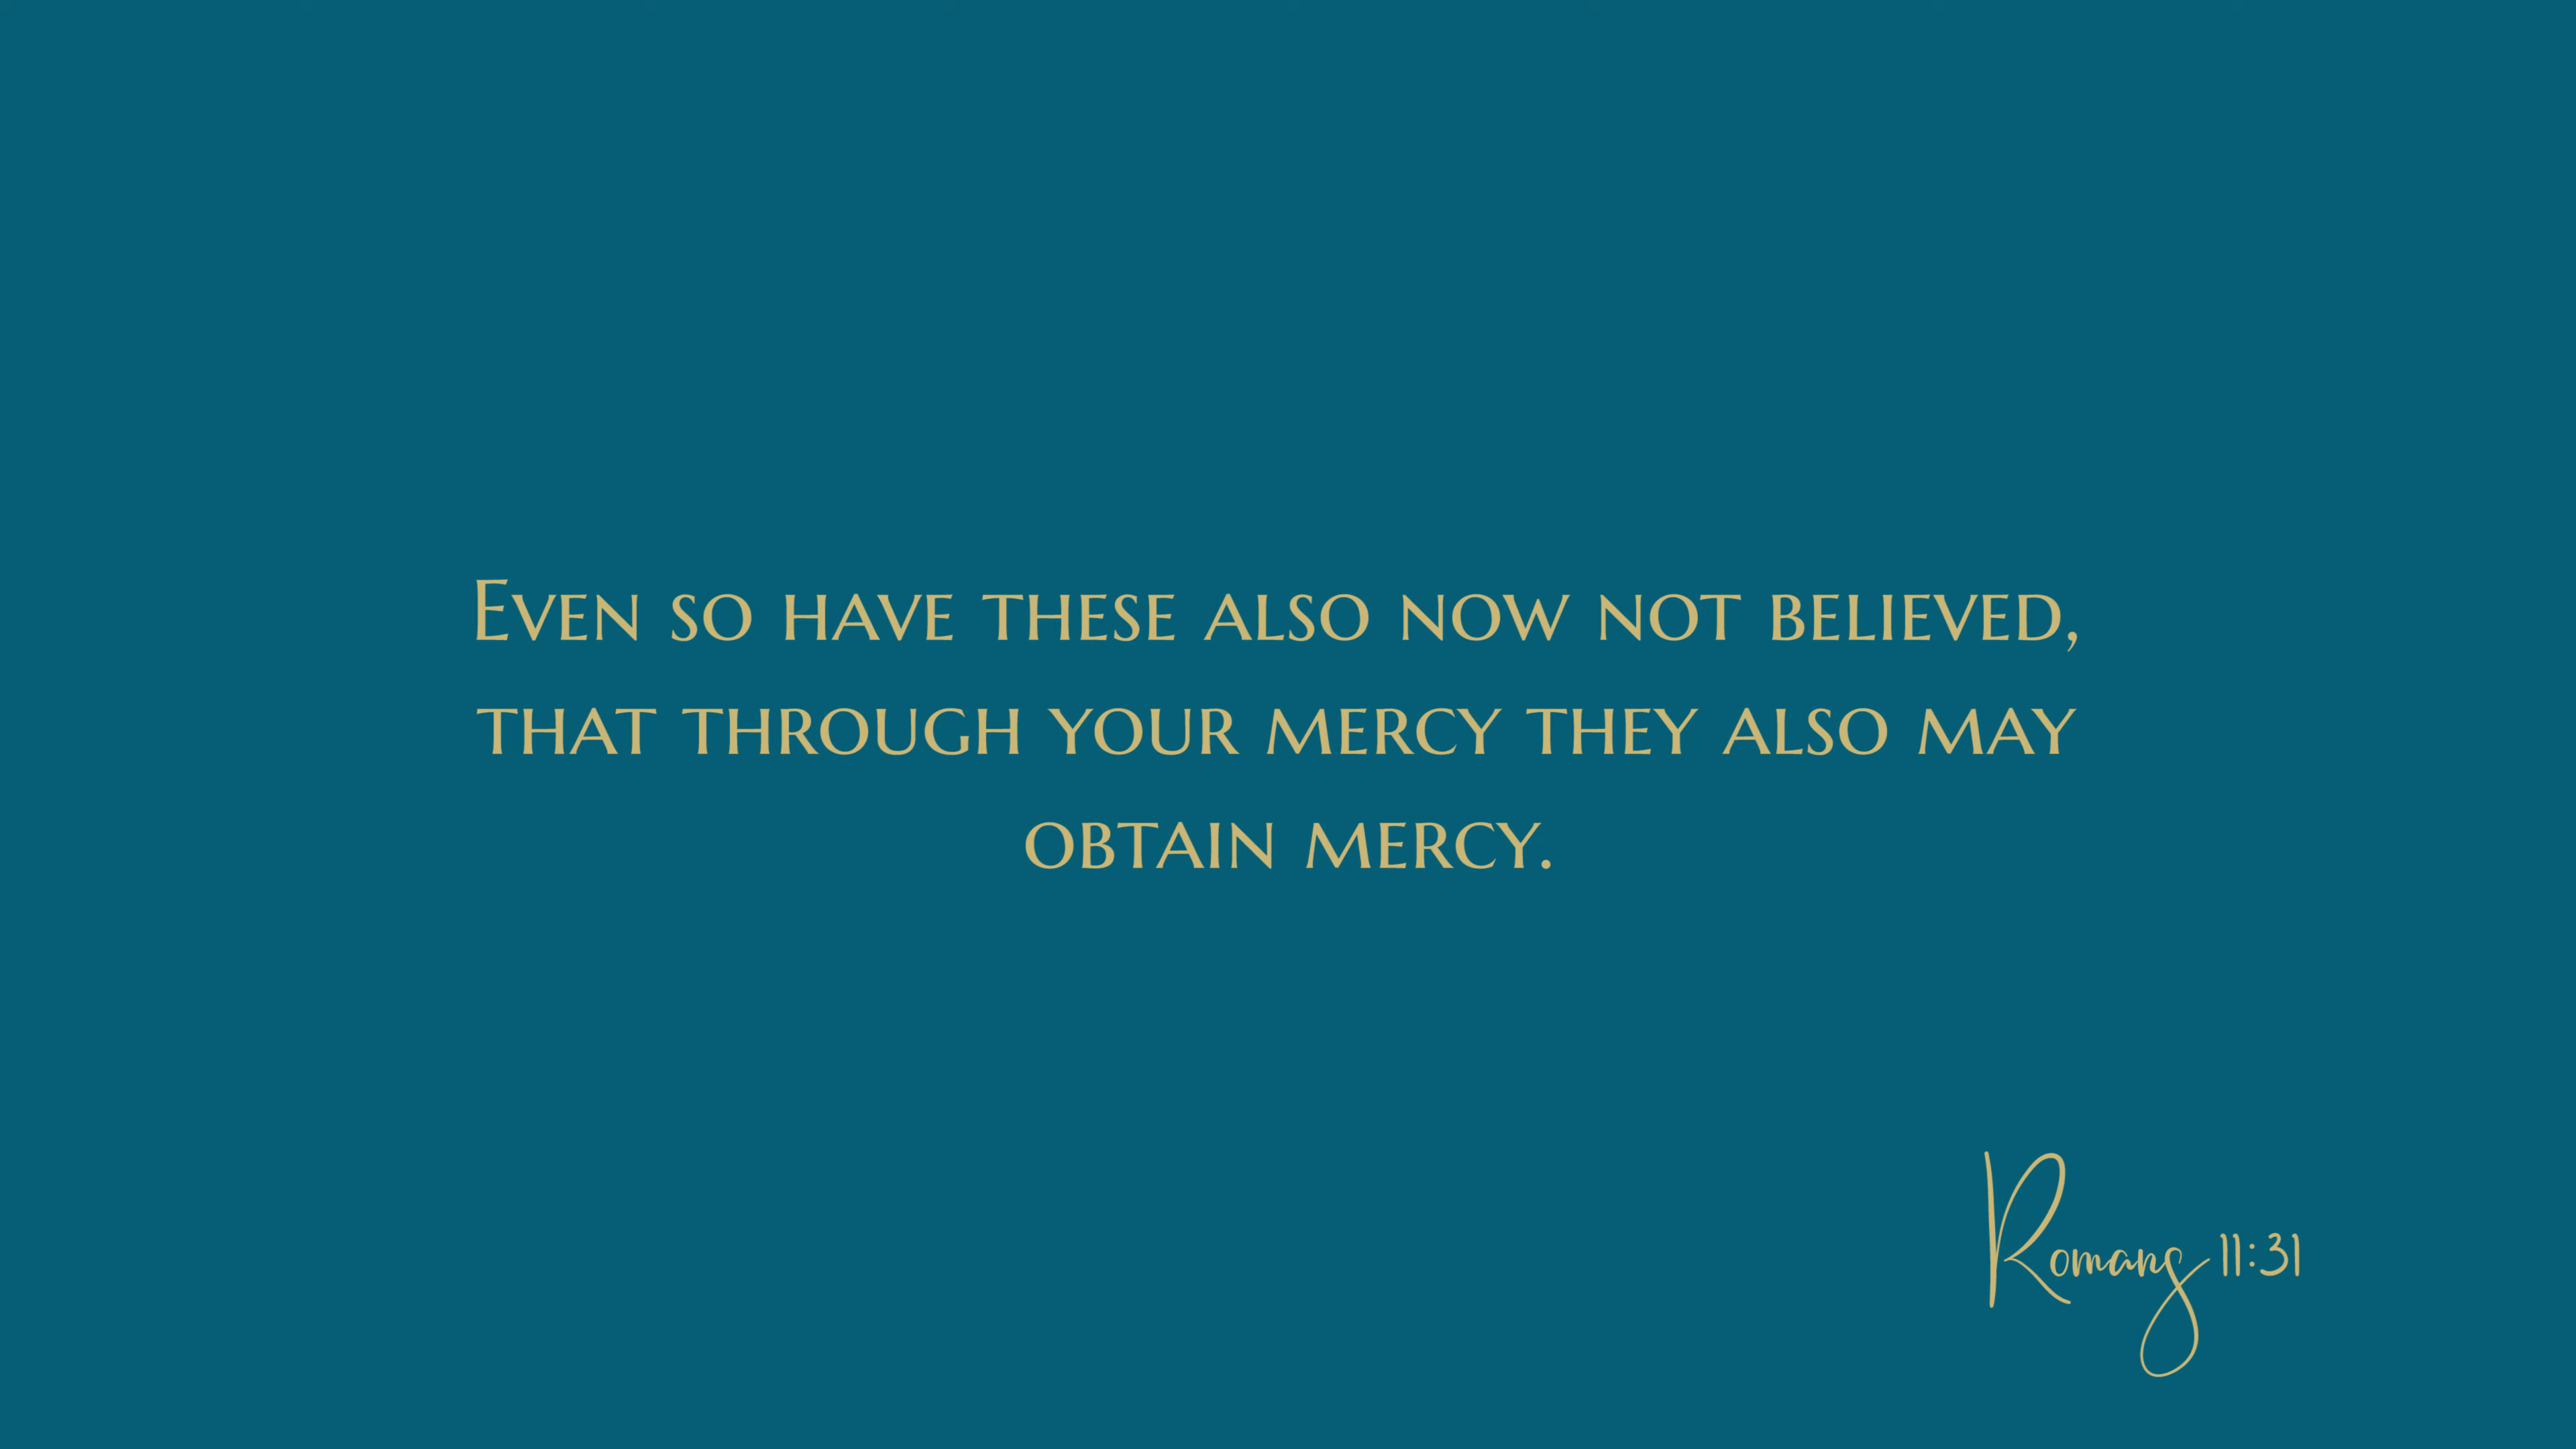 Even so have these also now not believed,
that through your mercy they also may
obtain mercy.
Romans 11:31